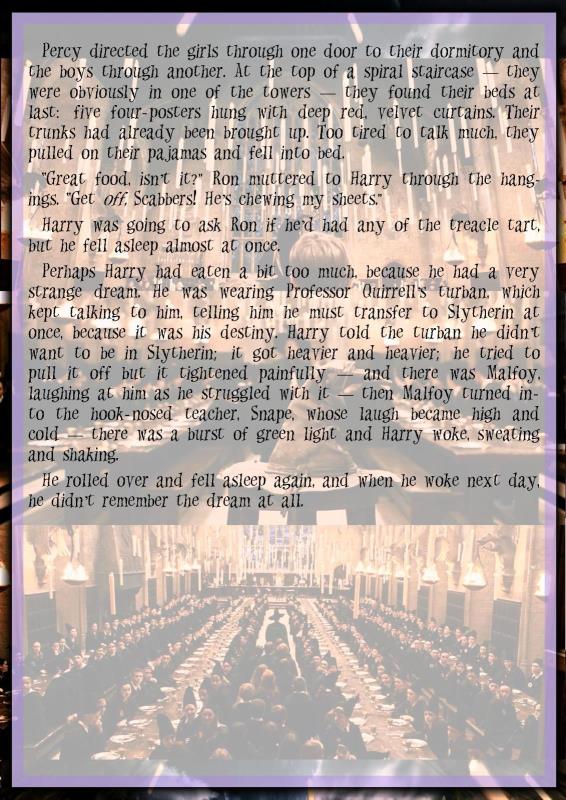 Percy directed the girls through one door to their dormitory and
the boys through another. At the top of a spiral staircase — they
were obviously in one of the towers — they found their beds at
last: five four-posters hung with deep red, velvet curtains. Their
trunks had already been brought up. Too tired to talk much, they
pulled on their pajamas and fell into bed.
"Great food, isn't it?" Ron muttered to Harry through the hang-
ings. "Get off, Scabbers! He's chewing my sheets."
Harry was going to ask Ron if he'd had any of the treacle tart,
but he fell asleep almost at once.
Perhaps Harry had eaten a bit too much, because he had a very
strange dream. He was wearing Professor Quirrell's turban, which
kept talking to him, telling him he must transfer to Slytherin at
once, because it was his destiny. Harry told the turban he didn't
want to be in Slytherin; it got heavier and heavier; he tried to
pull it off but it tightened painfully — and there was Malfoy,
laughing at him as he struggled with it — then Malfoy turned in-
to the hook-nosed teacher, Snape, whose laugh became high and
cold — there was a burst of green light and Harry woke, sweating
and shaking.
He rolled over and fell asleep again, and when he woke next day,
he didn't remember the dream at all.